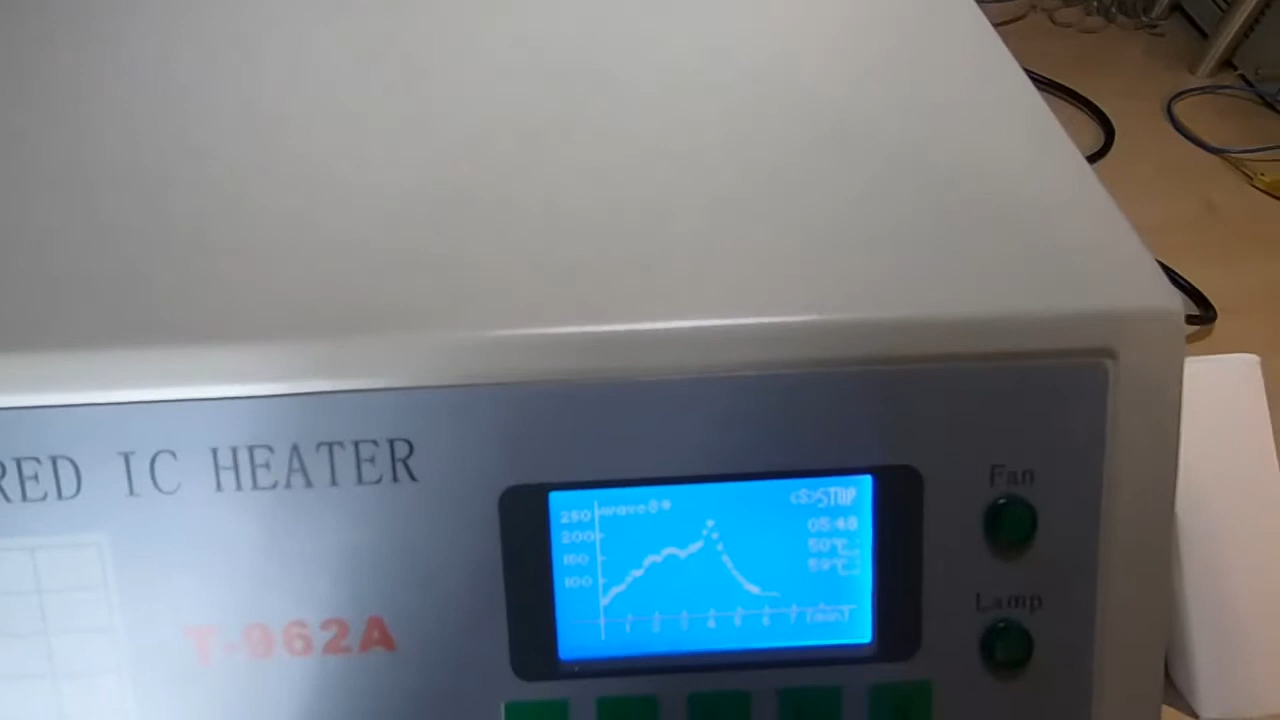 RED IC HEATER
T-962A
<S>STOP
250
200
150
100
05:48
50℃
59℃
1 2 3 4 5 6 7 (min)
Fan
Lamp